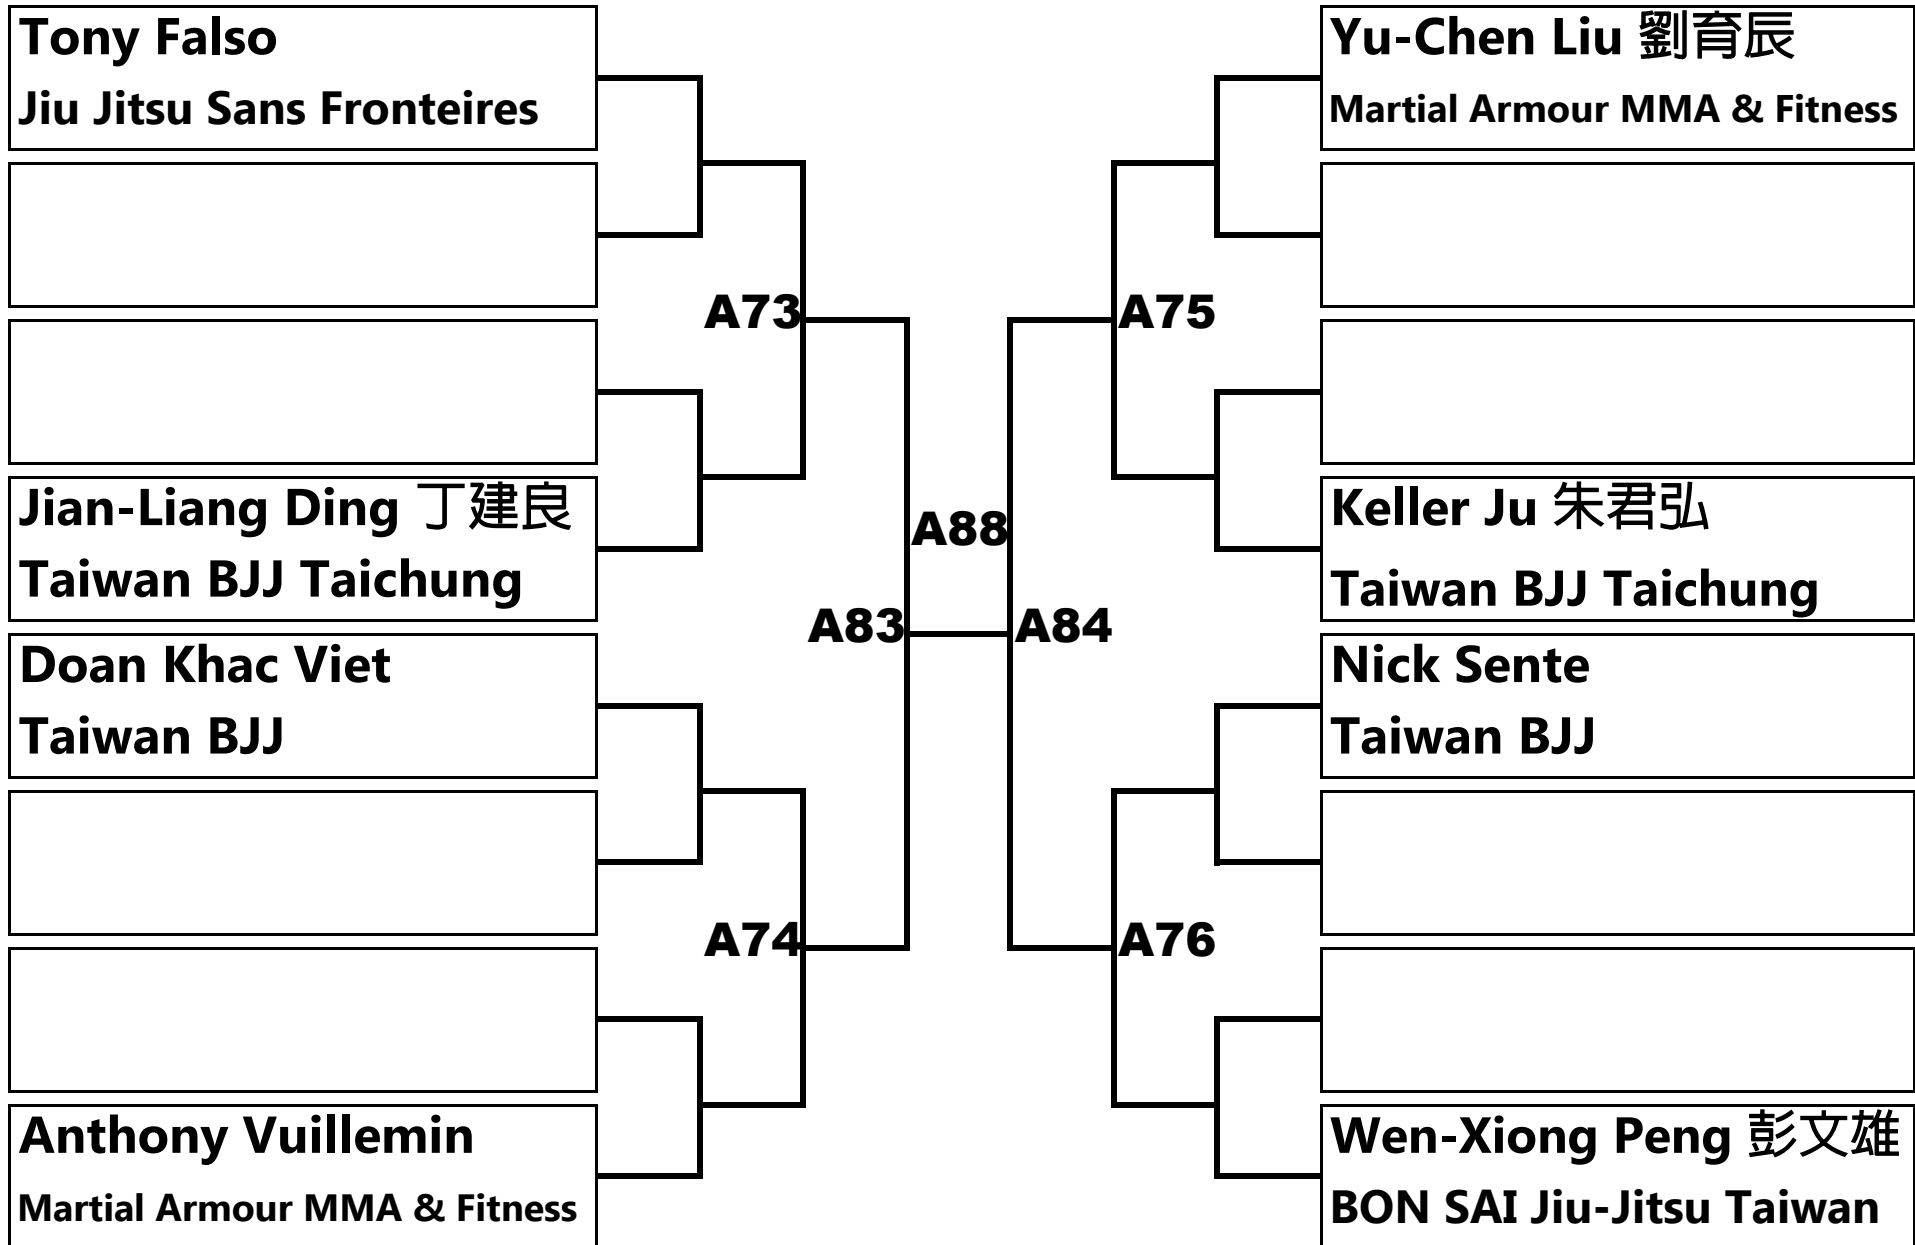 Tony Falso
Jiu Jitsu Sans Fronteires
Jian-Liang Ding 丁建良
Taiwan BJJ Taichung
Doan Khac Viet
Taiwan BJJ
Anthony Vuillemin
Martial Armour MMA & Fitness
A73
A74
A83
A88
A84
A75
A76
Yu-Chen Liu 劉育辰
Martial Armour MMA & Fitness
Keller Ju 朱君弘
Taiwan BJJ Taichung
Nick Sente
Taiwan BJJ
Wen-Xiong Peng 彭文雄
BON SAI Jiu-Jitsu Taiwan